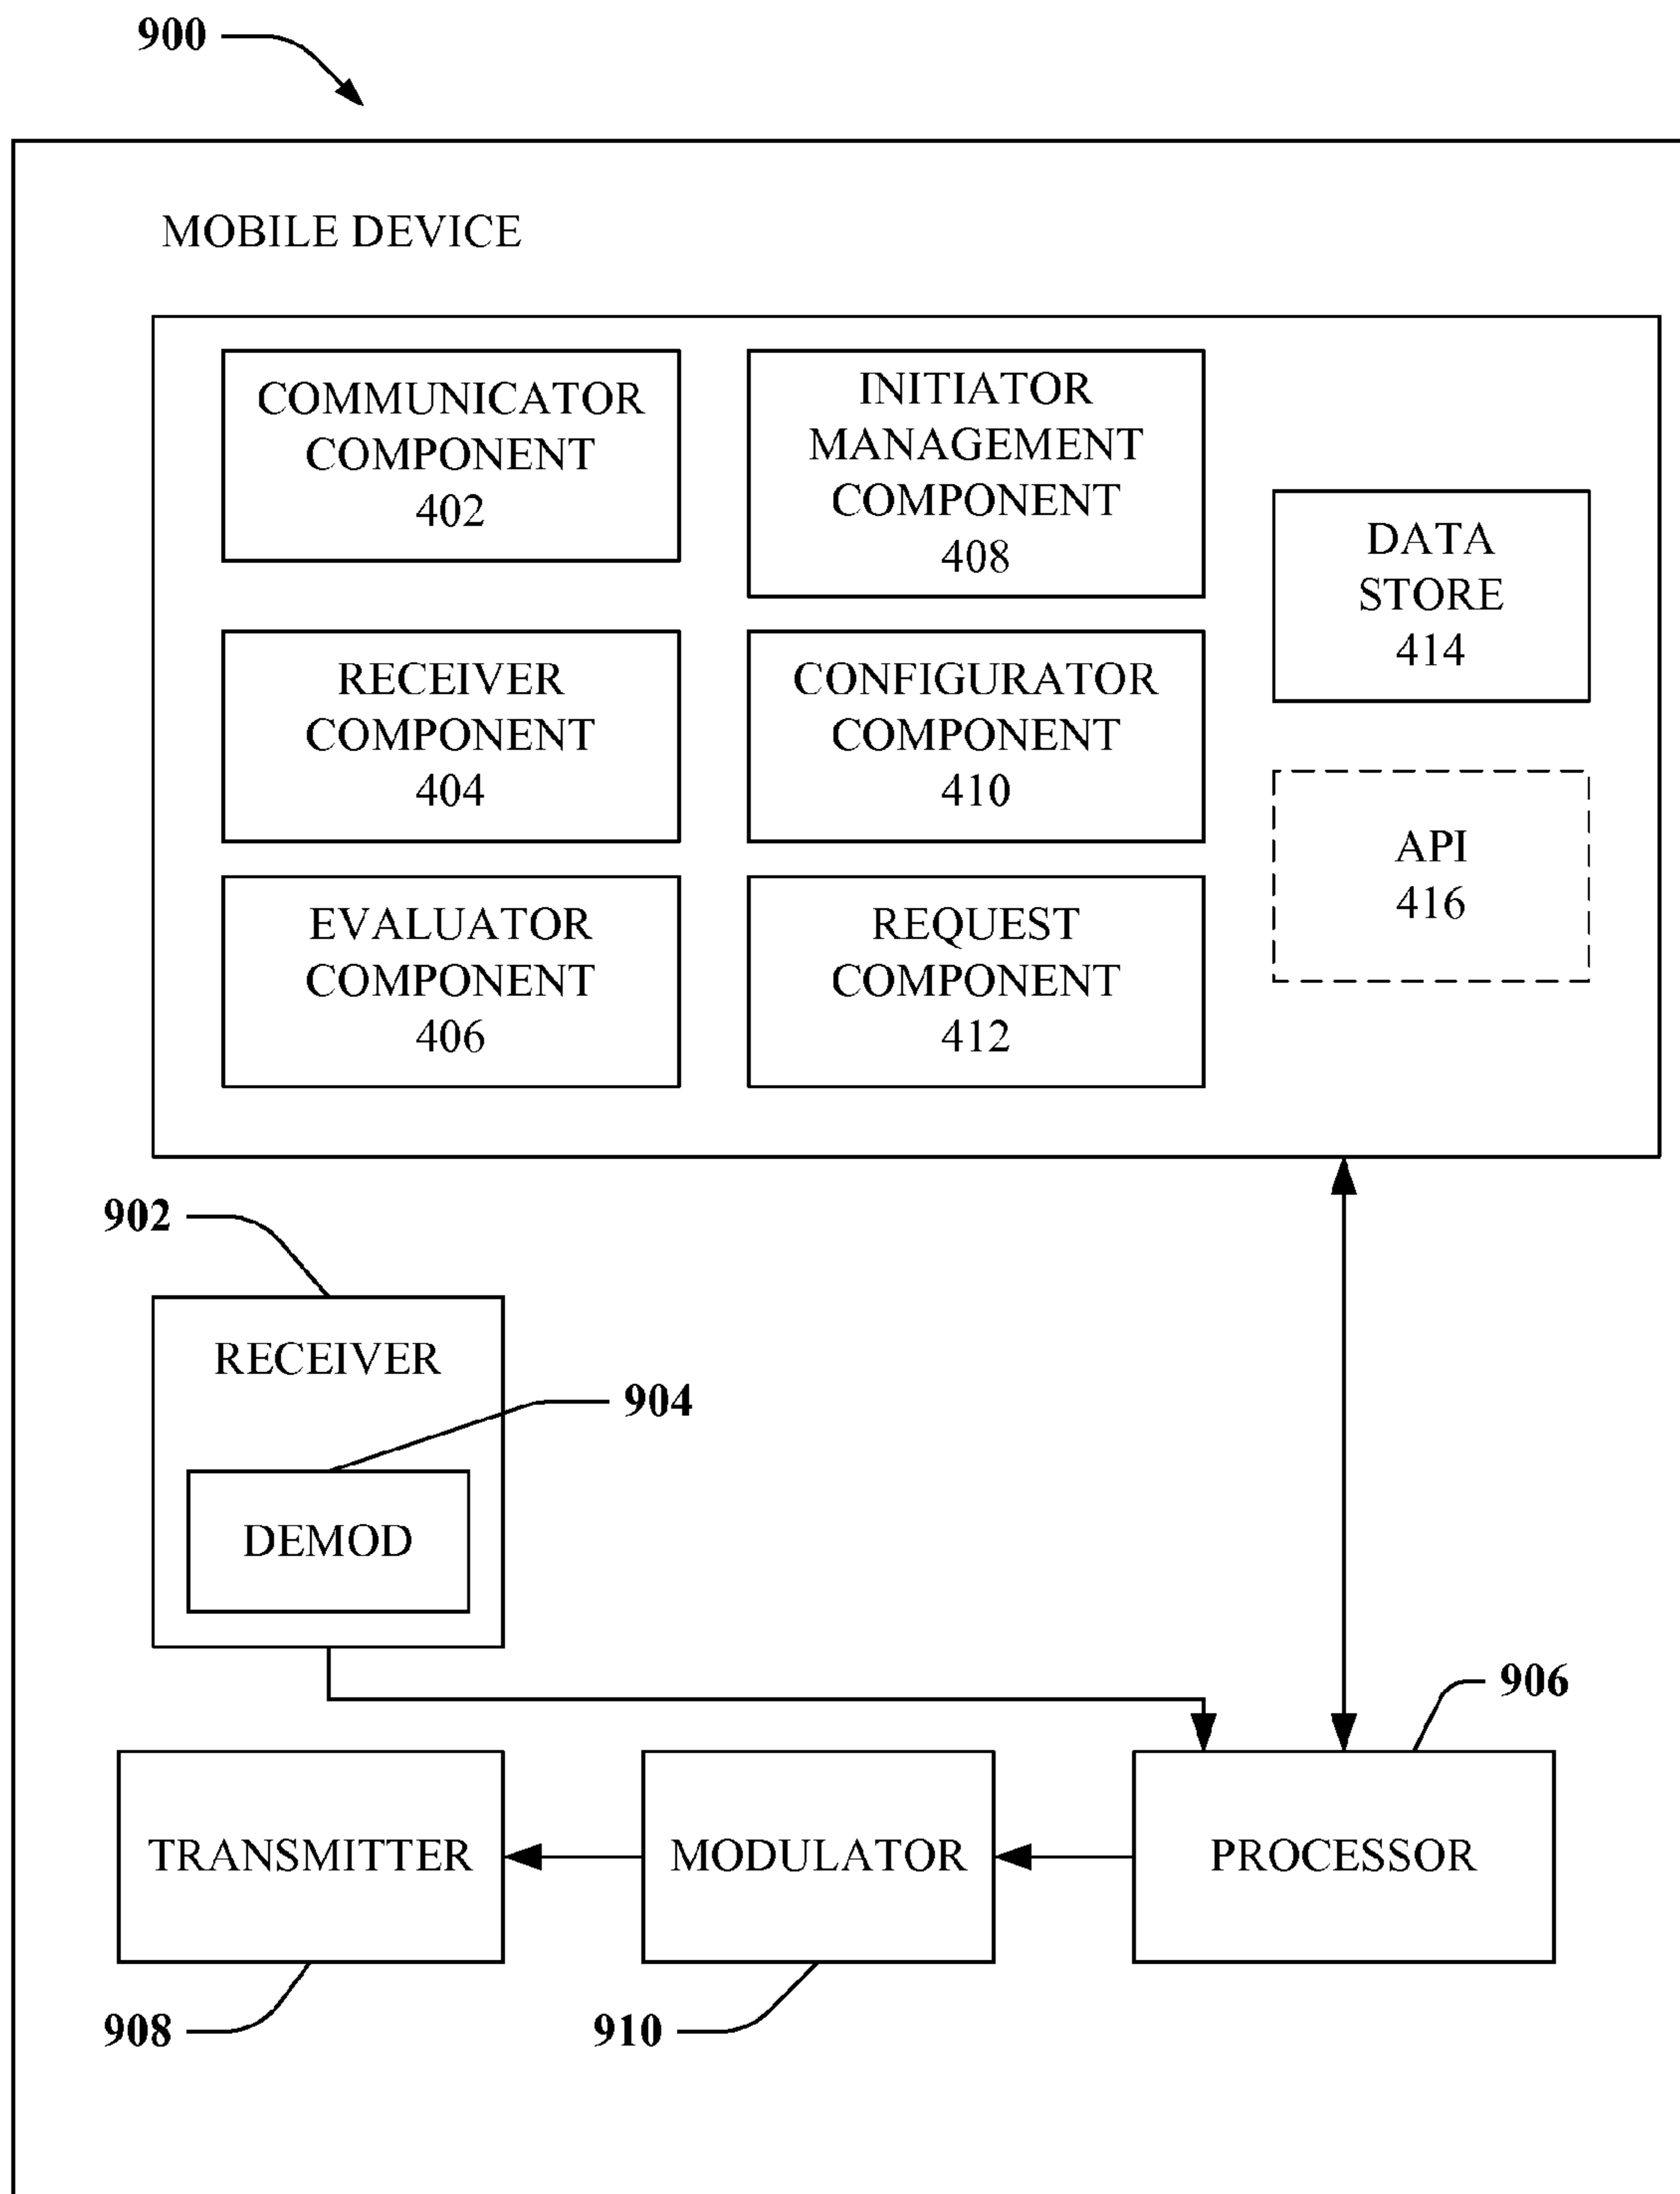 900
MOBILE DEVICE
COMMUNICATOR
COMPONENT
402
INITIATOR
MANAGEMENT
COMPONENT
408
DATA
STORE
414
RECEIVER
COMPONENT
404
CONFIGURATOR
COMPONENT
410
API
416
EVALUATOR
COMPONENT
406
REQUEST
COMPONENT
412
902
RECEIVER
904
DEMOD
906
TRANSMITTER
MODULATOR
PROCESSOR
908
910